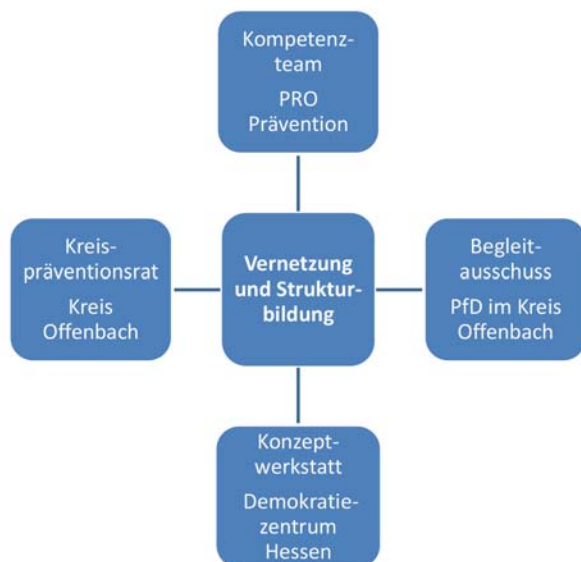 Kompetenz-
team
PRO
Prävention
Kreis-
präventionsrat
Kreis
Offenbach
Vernetzung
und Struktur-
bildung
Begleit-
ausschuss
PfD im Kreis
Offenbach
Konzept-
werkstatt
Demokratie-
zentrum
Hessen